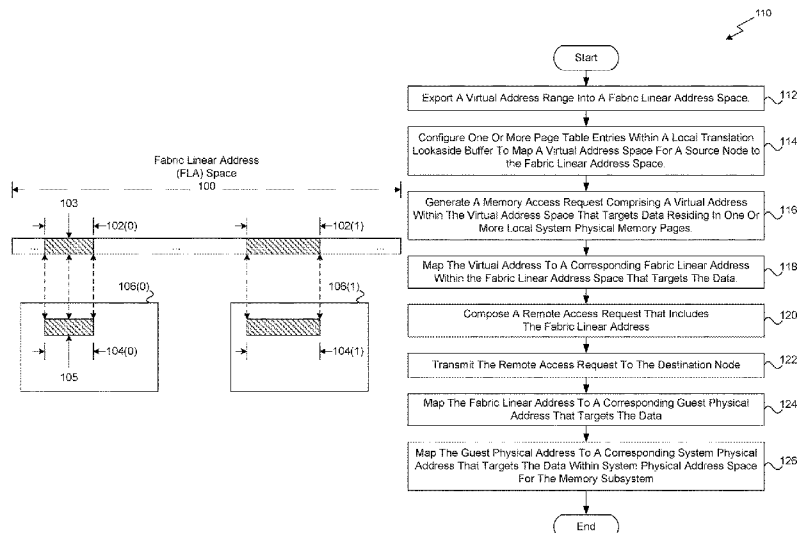 110
Start
Export A Virtual Address Range Into A Fabric Linear Address Space.
112
Configure One Or More Page Table Entries Within A Local Translation
Lookaside Buffer To Map A Virtual Address Space For A Source Node to
the Fabric Linear Address Space.
114
Generate A Memory Access Request Comprising A Virtual Address
Within The Virtual Address Space That Targets Data Residing In One Or
More Local System Physical Memory Pages.
116
Map The Virtual Address To A Corresponding Fabric Linear Address
Within the Fabric Linear Address Space That Targets The Data.
118
Compose A Remote Access Request That Includes
The Fabric Linear Address
120
Transmit The Remote Access Request To The Destination Node
122
Map The Fabric Linear Address To A Corresponding Guest Physical
Address That Targets The Data
124
Map The Guest Physical Address To A Corresponding System Physical
Address That Targets The Data Within System Physical Address Space
For The Memory Subsystem
126
End
Fabric Linear Address
(FLA) Space
100
103
102(0)
102(1)
...
...
...
106(0)
106(1)
104(0)
104(1)
105